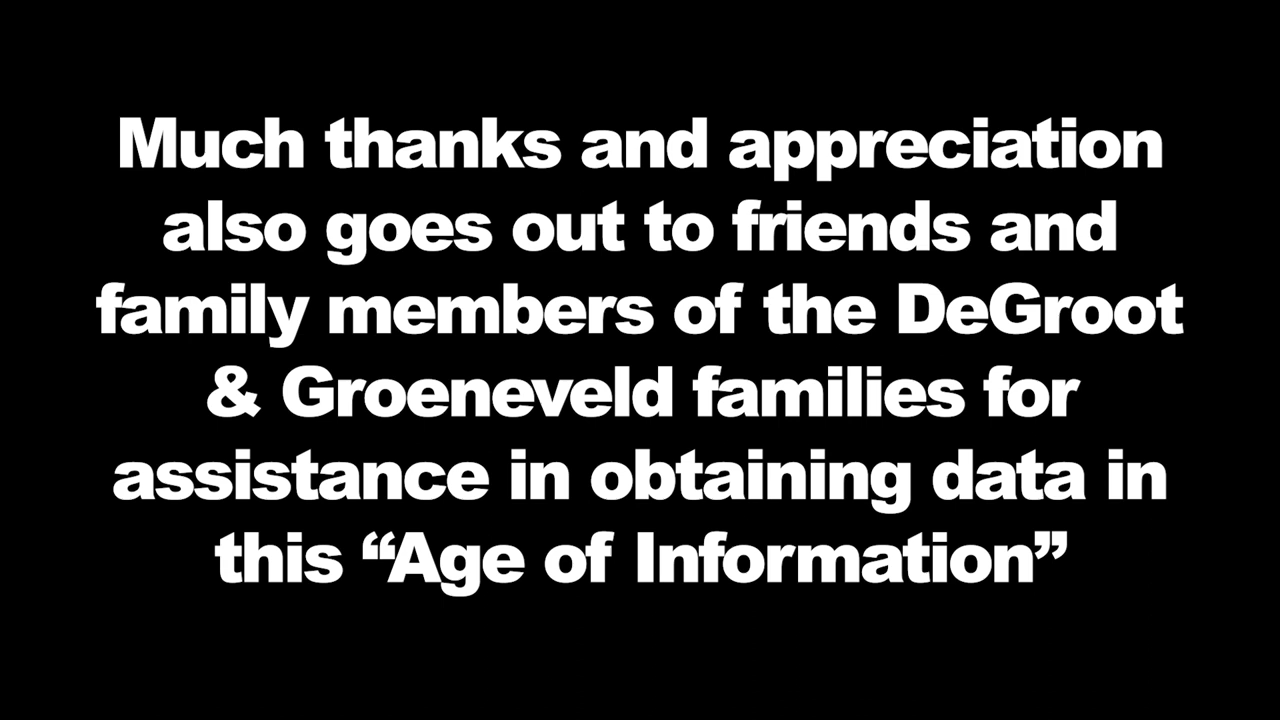 Much thanks and appreciation
also goes out to friends and
family members of the DeGroot
& Groeneveld families for
assistance in obtaining data in
this “Age of Information”